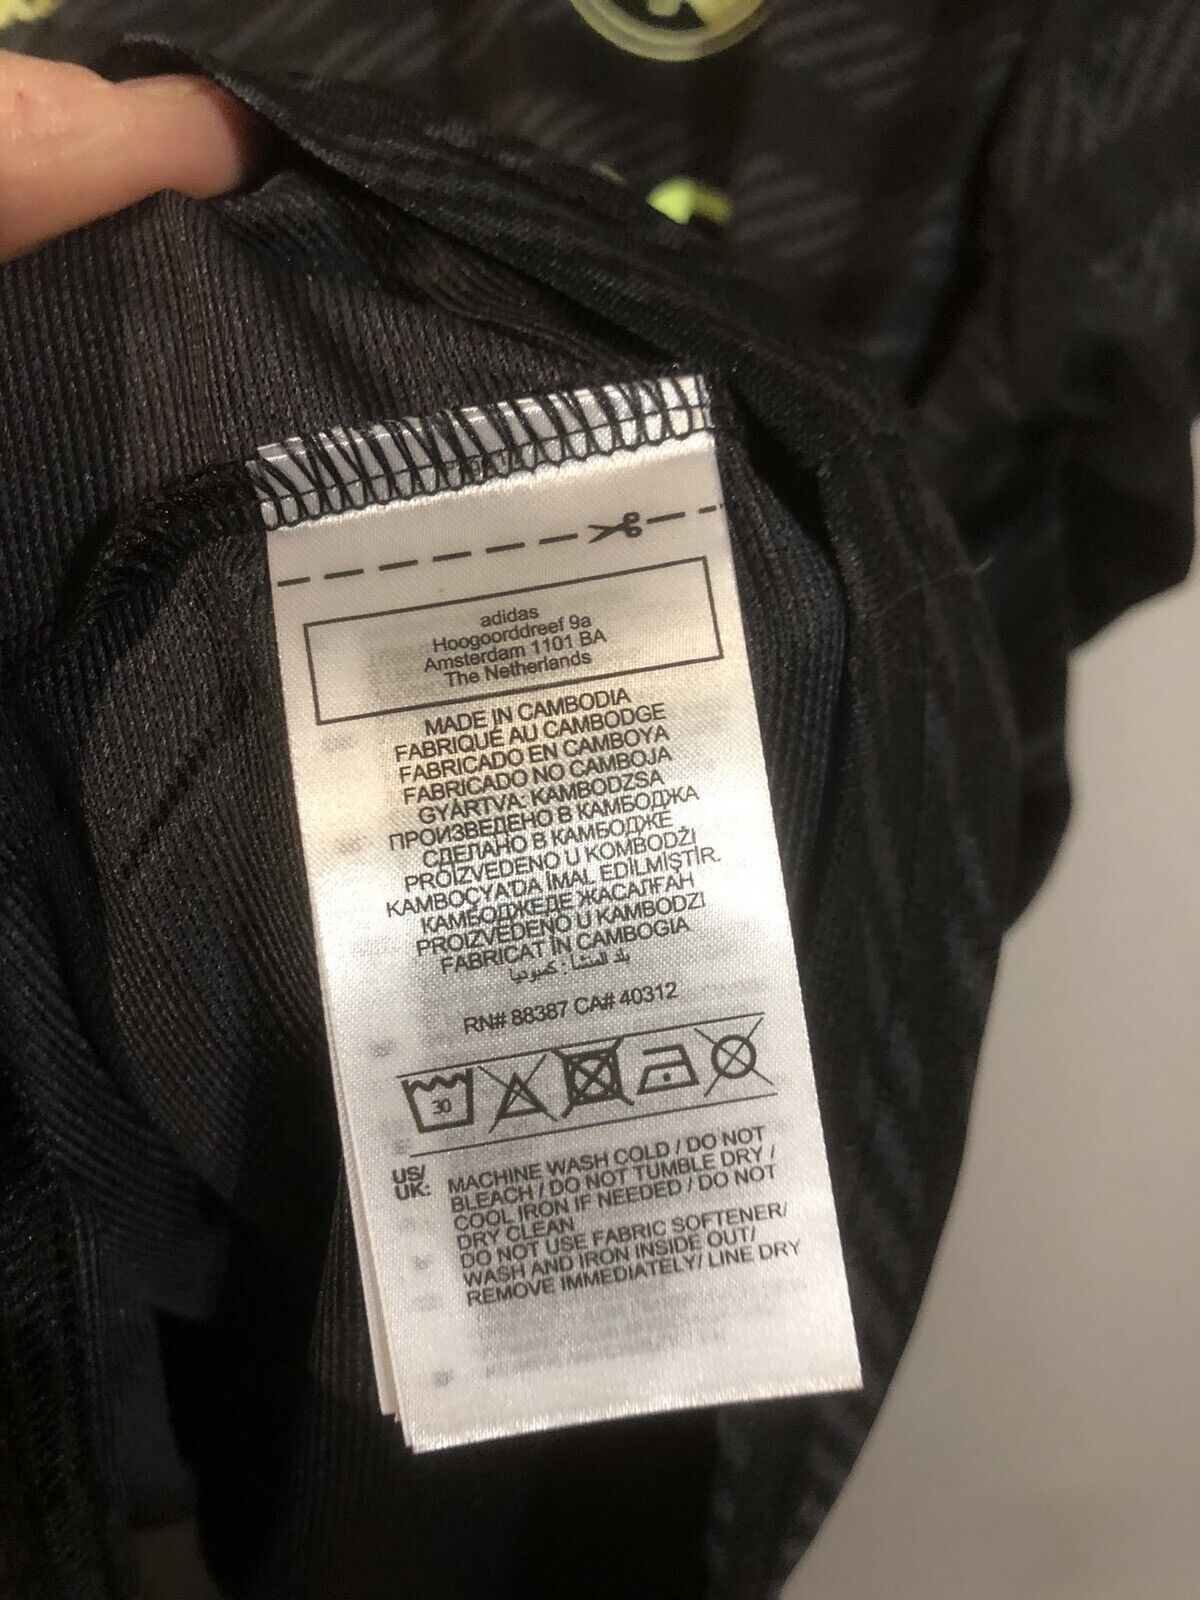 adidas
Hoogoorddreef 9a
Amsterdam 1101 BA
The Netherlands
MADE IN CAMBODIA
FABRIQUÉ AU CAMBODGE
FABRICADO EN CAMBOYA
FABRICADO NO CAMBOJA
GYÁRTVA: KAMBODZSA
ПРОИЗВЕДЕНО В КАМБОДЖА
СДЕЛАНО В КАМБОДЖЕ
PROIZVEDENO U KOMBODŽI
KAMBOÇYA'DA İMAL EDİLMİŞTİR.
КАМБОДЖЕДЕ ЖАСАЛҒАН
PROIZVEDENO U KAMBODZI
FABRICAT ÎN CAMBOGIA
بلد المنشأ: كمبوديا
RN# 88387 CA# 40312
30
US/
UK:
MACHINE WASH COLD / DO NOT
BLEACH / DO NOT TUMBLE DRY /
COOL IRON IF NEEDED / DO NOT
DRY CLEAN
DO NOT USE FABRIC SOFTENER/
WASH AND IRON INSIDE OUT/
REMOVE IMMEDIATELY/ LINE DRY